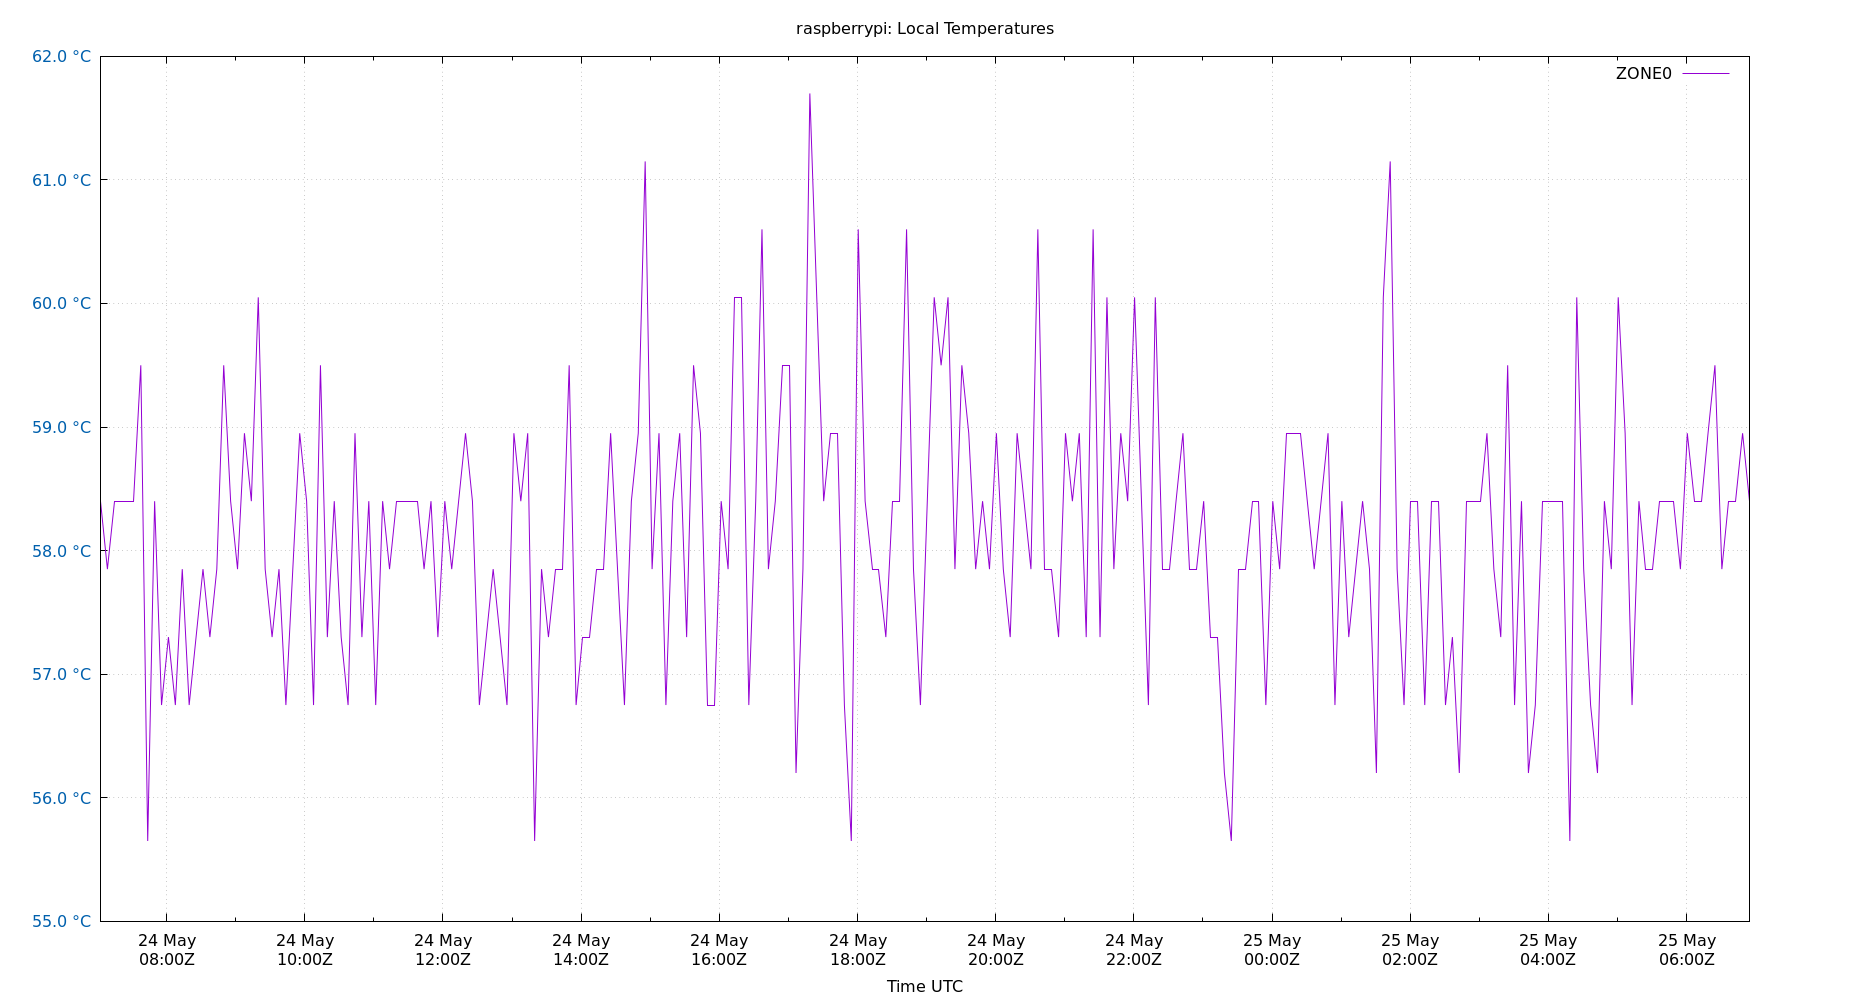 raspberrypi: Local Temperatures
62.0 °C
ZONE0
61.0 °C
60.0 °C
59.0 °C
58.0 °C
57.0 °C
56.0 °C
55.0 °C
24 May 24 May 24 May 24 May 24 May 24 May 24 May 24 May 25 May 25 May 25 May 25 May
08:00Z 10:00Z 12:00Z 14:00Z 16:00Z 18:00Z 20:00Z 22:00Z 00:00Z 02:00Z 04:00Z 06:00Z
Time UTC